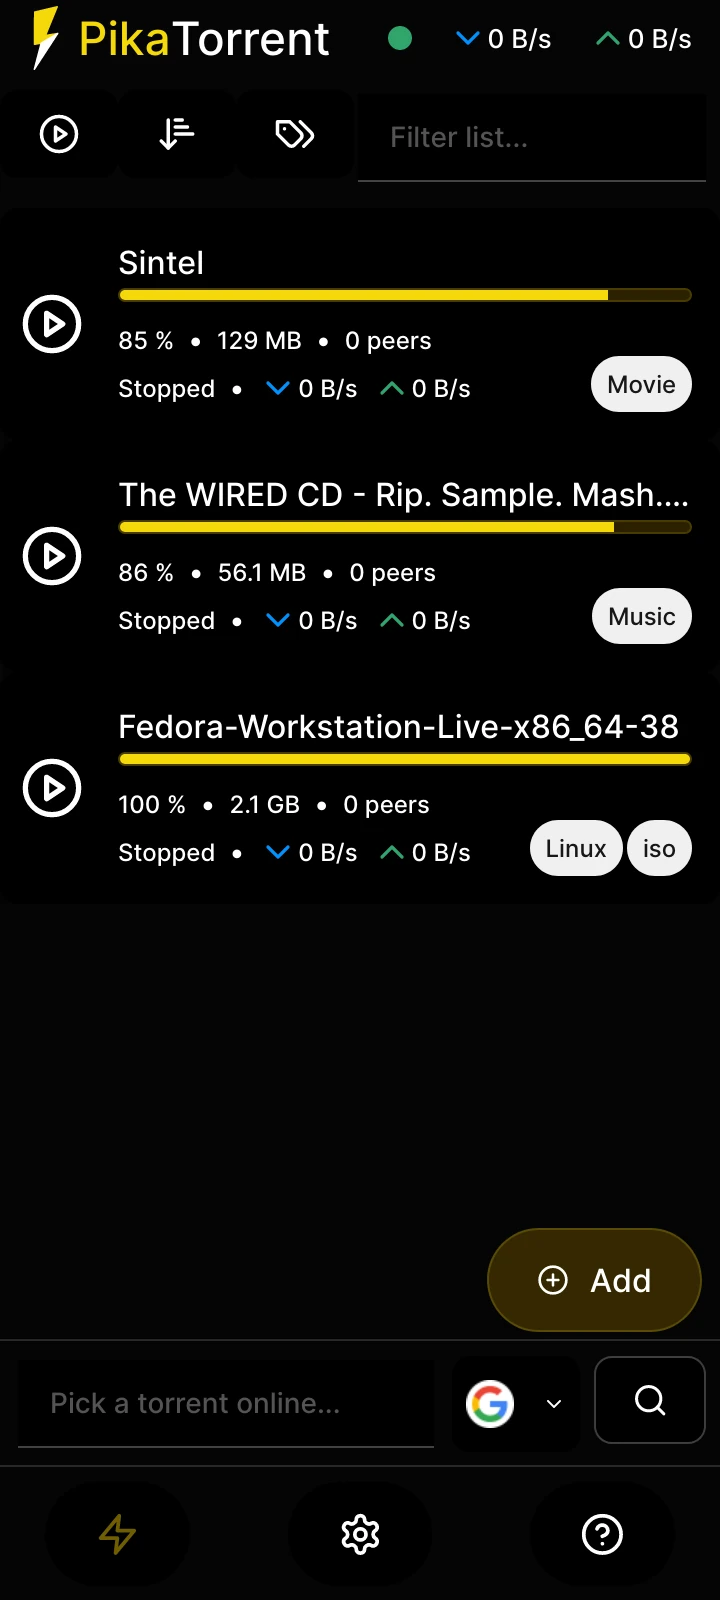 PikaTorrent 0 B/s 0 B/s
Filter list...
Sintel
85 % • 129 MB • 0 peers
Stopped • 0 B/s 0 B/s Movie
The WIRED CD - Rip. Sample. Mash....
86 % • 56.1 MB • 0 peers
Stopped • 0 B/s 0 B/s Music
Fedora-Workstation-Live-x86_64-38
100 % • 2.1 GB • 0 peers
Stopped • 0 B/s 0 B/s Linux iso
Add
Pick a torrent online...